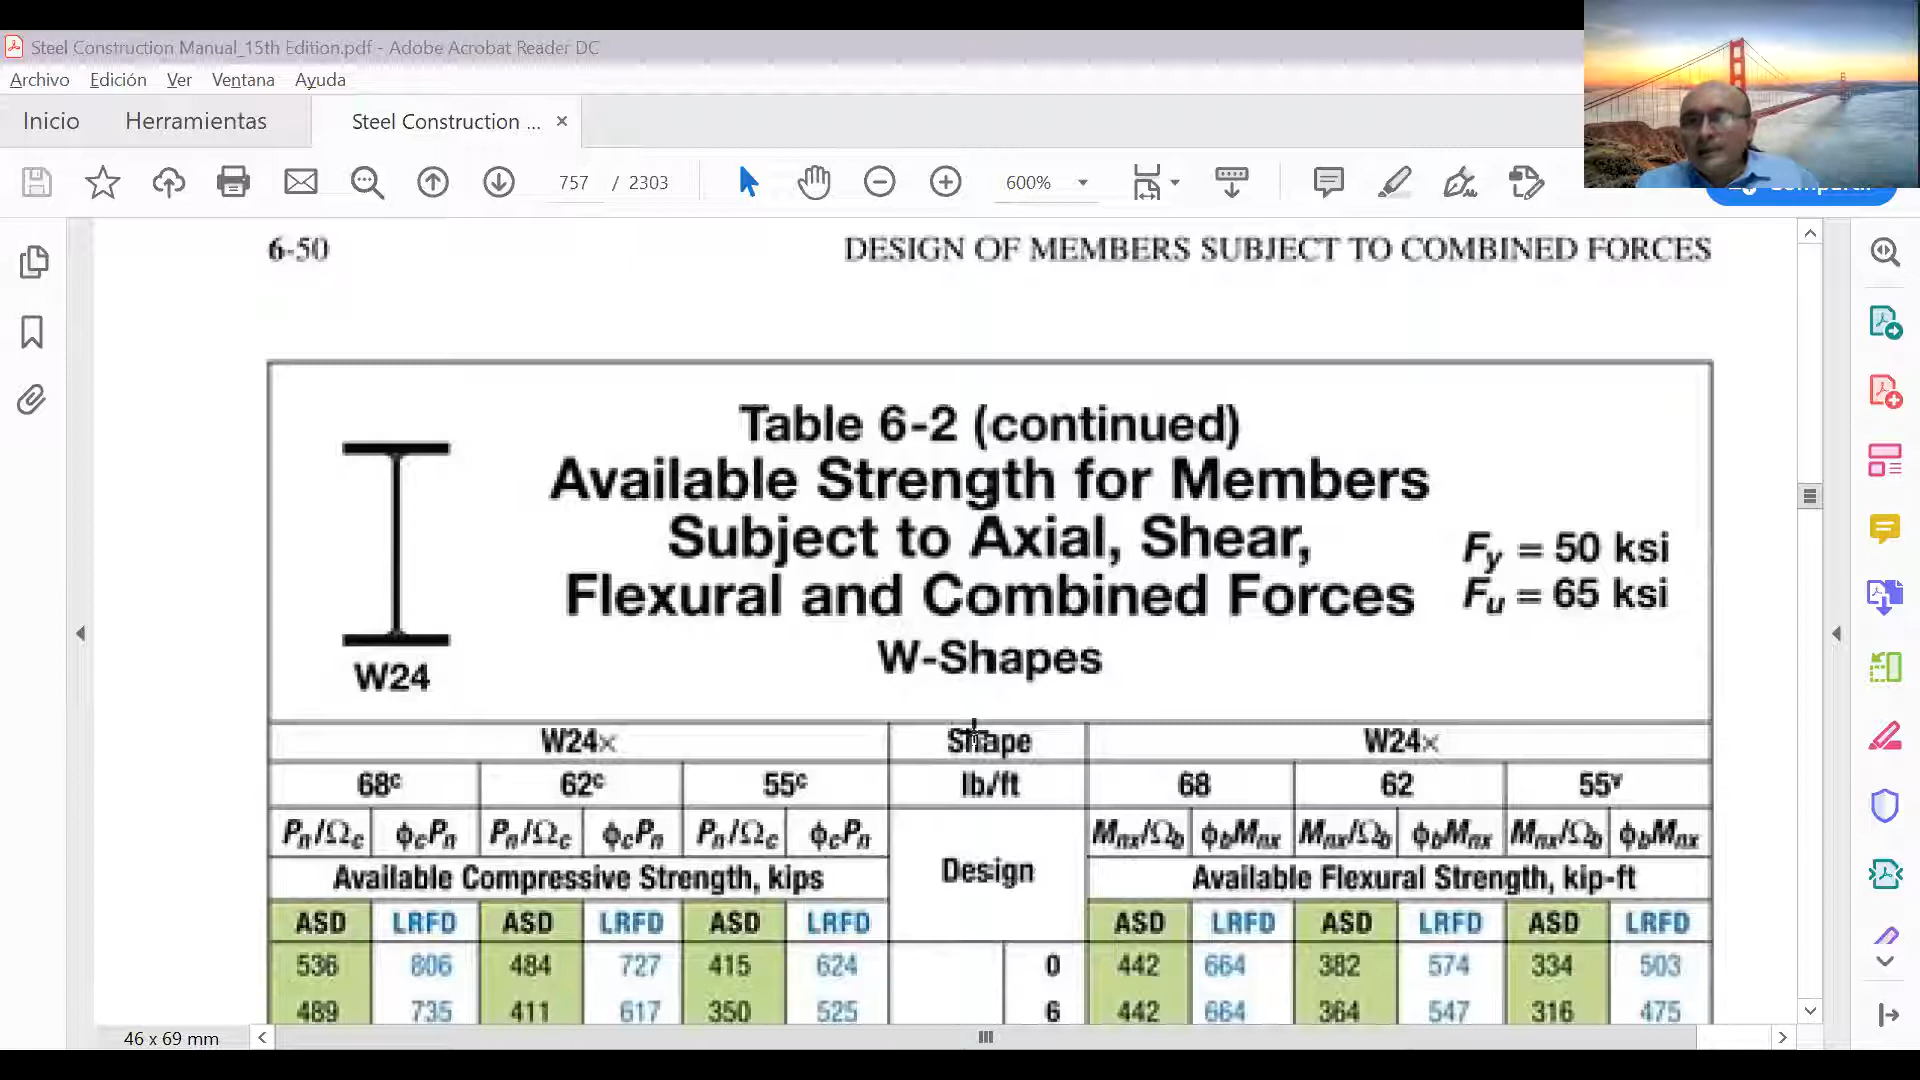 Steel Construction Manual_15th Edition.pdf - Adobe Acrobat Reader DC
Archivo Edición Ver Ventana Ayuda
Inicio Herramientas Steel Construction ... ×
757 / 2303 600%
6-50 DESIGN OF MEMBERS SUBJECT TO COMBINED FORCES
Table 6-2 (continued)
Available Strength for Members
Subject to Axial, Shear,
Flexural and Combined Forces
W-Shapes
Fy = 50 ksi
Fu = 65 ksi
W24
W24× Shape W24×
68c 62c 55c lb/ft 68 62 55v
Pn/Ωc ϕcPn Pn/Ωc ϕcPn Pn/Ωc ϕcPn Design Mnx/Ωb ϕbMnx Mnx/Ωb ϕbMnx Mnx/Ωb ϕbMnx
Available Compressive Strength, kips Available Flexural Strength, kip-ft
ASD LRFD ASD LRFD ASD LRFD ASD LRFD ASD LRFD ASD LRFD
536 806 484 727 415 624 0 442 664 382 574 334 503
489 735 411 617 350 525 6 442 664 364 547 316 475
46 x 69 mm